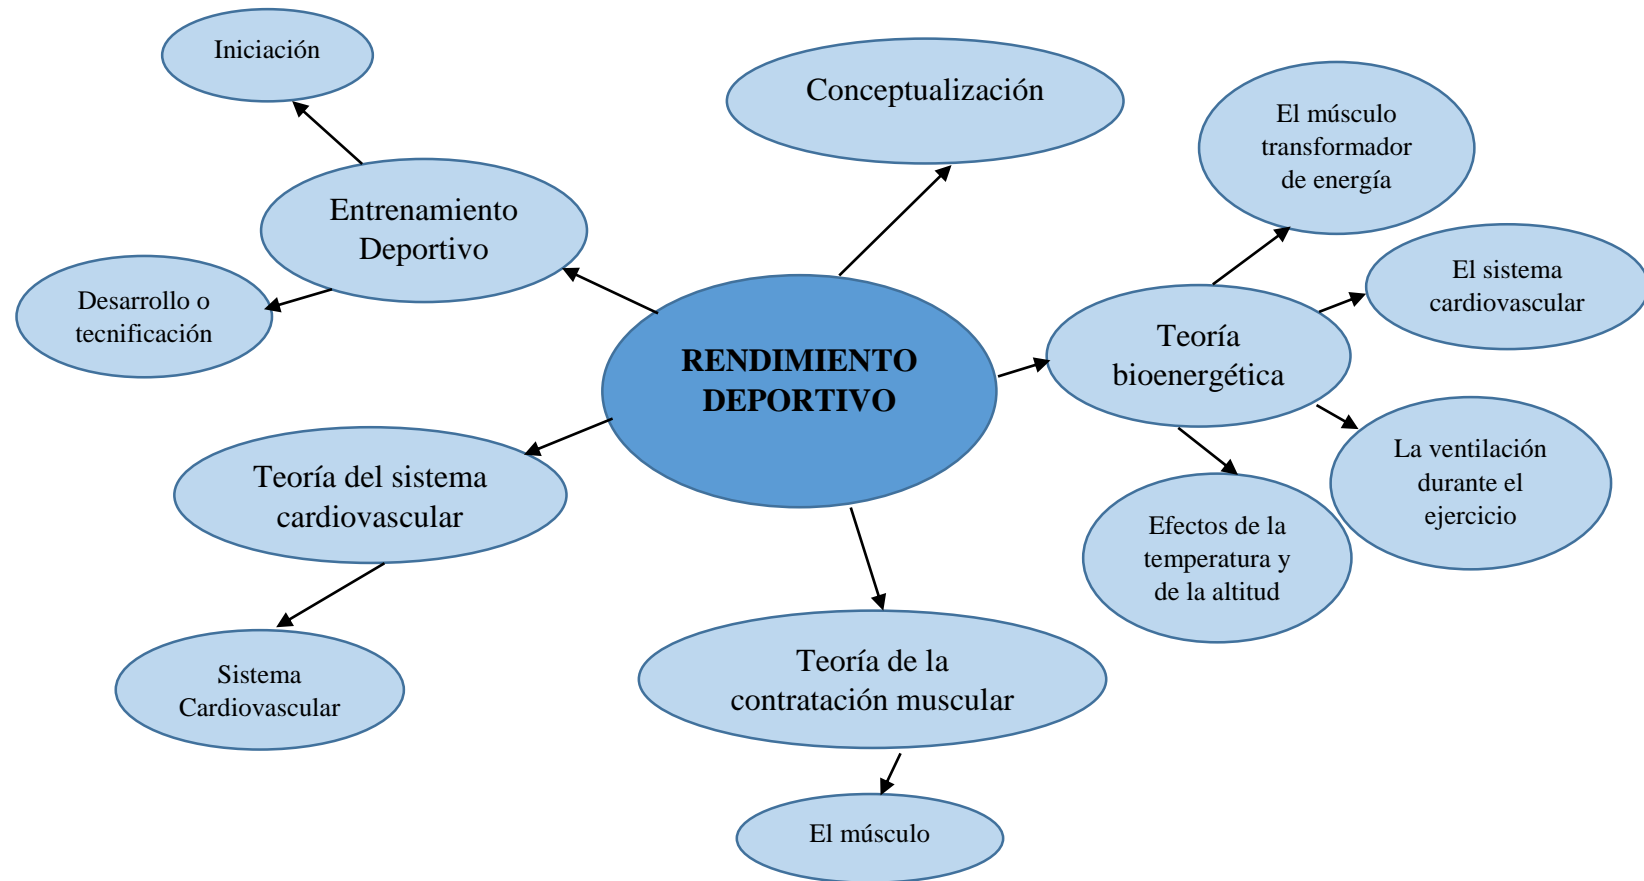 Iniciación
Conceptualización
El músculo
transformador
de energía
Entrenamiento
Deportivo
El sistema
cardiovascular
Desarrollo o
tecnificación
RENDIMIENTO
DEPORTIVO
Teoría
bioenergética
Teoría del sistema
cardiovascular
La ventilación
durante el
ejercicio
Efectos de la
temperatura y
de la altitud
Sistema
Cardiovascular
Teoría de la
contratación muscular
El músculo